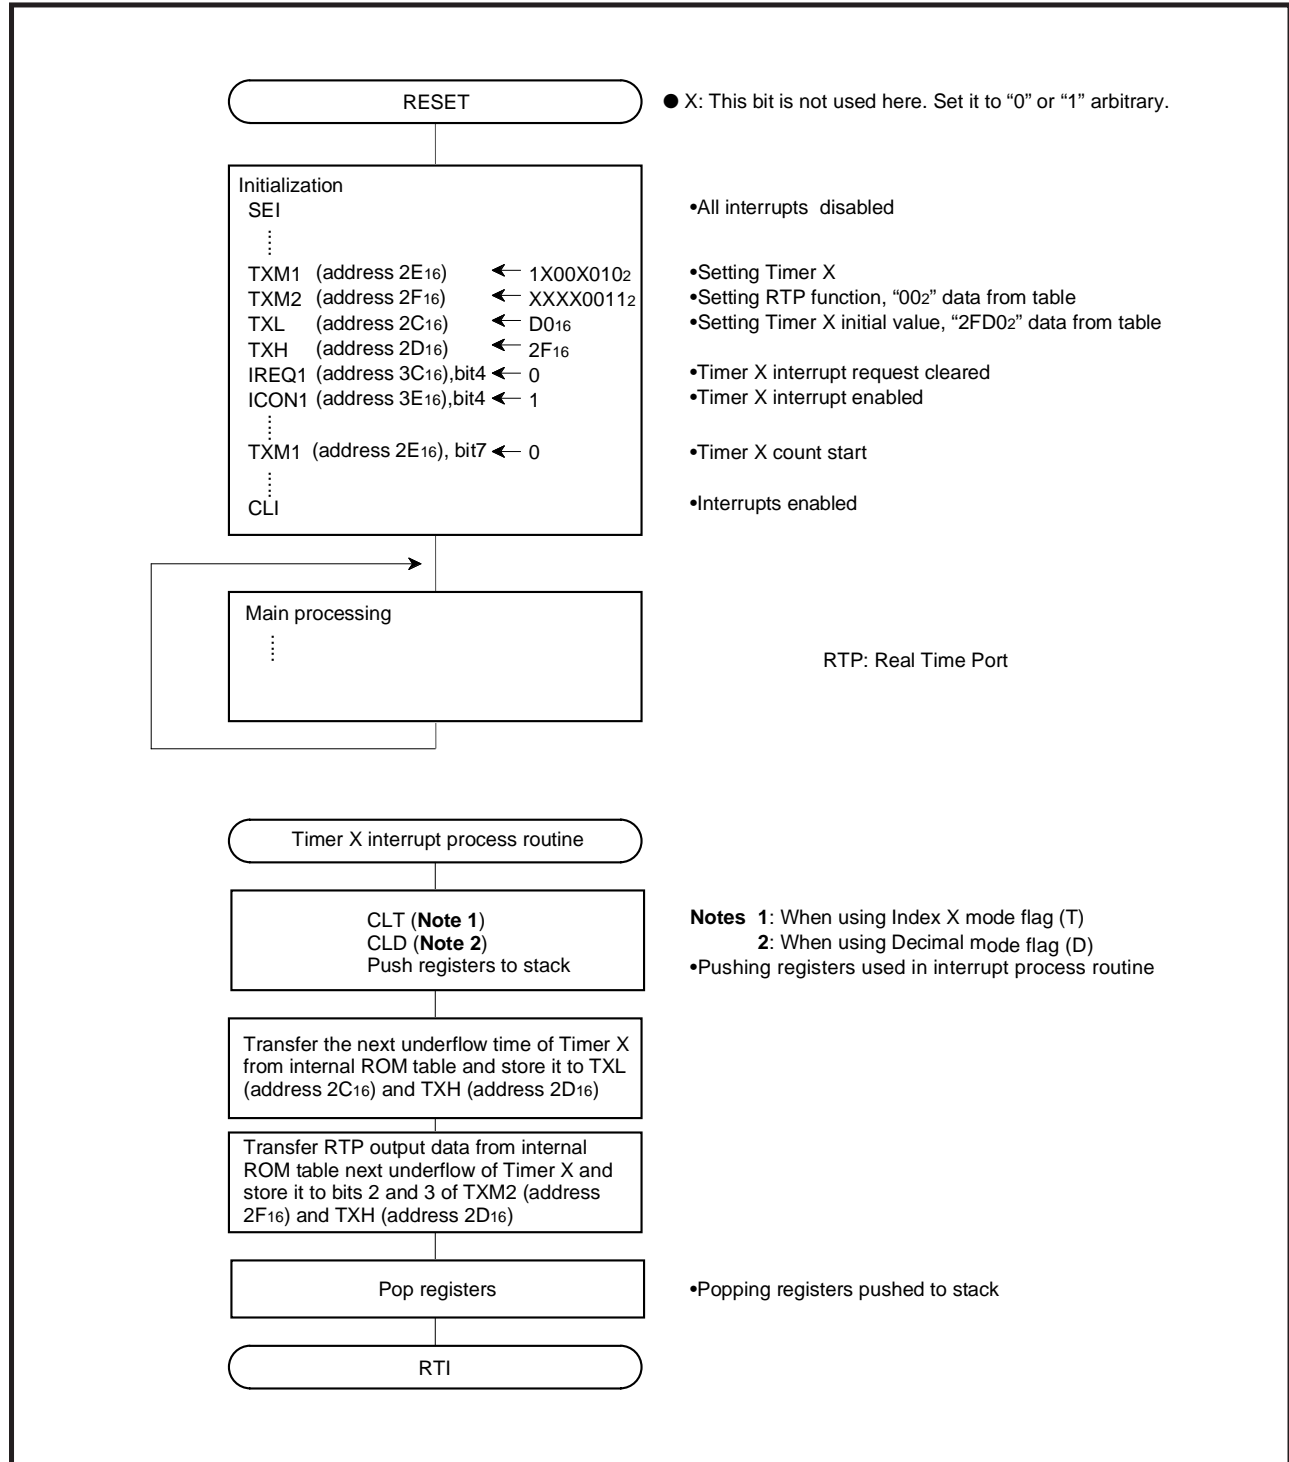 RESET
● X: This bit is not used here. Set it to “0” or “1” arbitrary.
Initialization
SEI •All interrupts disabled
TXM1 (address 2E16) ← 1X00X0102 •Setting Timer X
TXM2 (address 2F16) ← XXXX00112 •Setting RTP function, “002” data from table
TXL (address 2C16) ← D016 •Setting Timer X initial value, “2FD02” data from table
TXH (address 2D16) ← 2F16
IREQ1 (address 3C16),bit4 ← 0 •Timer X interrupt request cleared
ICON1 (address 3E16),bit4 ← 1 •Timer X interrupt enabled
TXM1 (address 2E16), bit7 ← 0 •Timer X count start
CLI •Interrupts enabled
Main processing
RTP: Real Time Port
Timer X interrupt process routine
CLT (Note 1)
CLD (Note 2)
Push registers to stack
Notes 1: When using Index X mode flag (T)
2: When using Decimal mode flag (D)
•Pushing registers used in interrupt process routine
Transfer the next underflow time of Timer X
from internal ROM table and store it to TXL
(address 2C16) and TXH (address 2D16)
Transfer RTP output data from internal
ROM table next underflow of Timer X and
store it to bits 2 and 3 of TXM2 (address
2F16) and TXH (address 2D16)
Pop registers •Popping registers pushed to stack
RTI